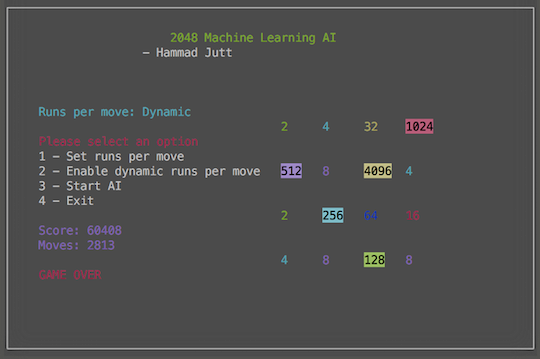 2048 Machine Learning AI
- Hammad Jutt
Runs per move: Dynamic
Please select an option
1 - Set runs per move
2 - Enable dynamic runs per move
3 - Start AI
4 - Exit
Score: 60408
Moves: 2813
GAME OVER
2 4 32 1024
512 8 4096 4
2 256 64 16
4 8 128 8